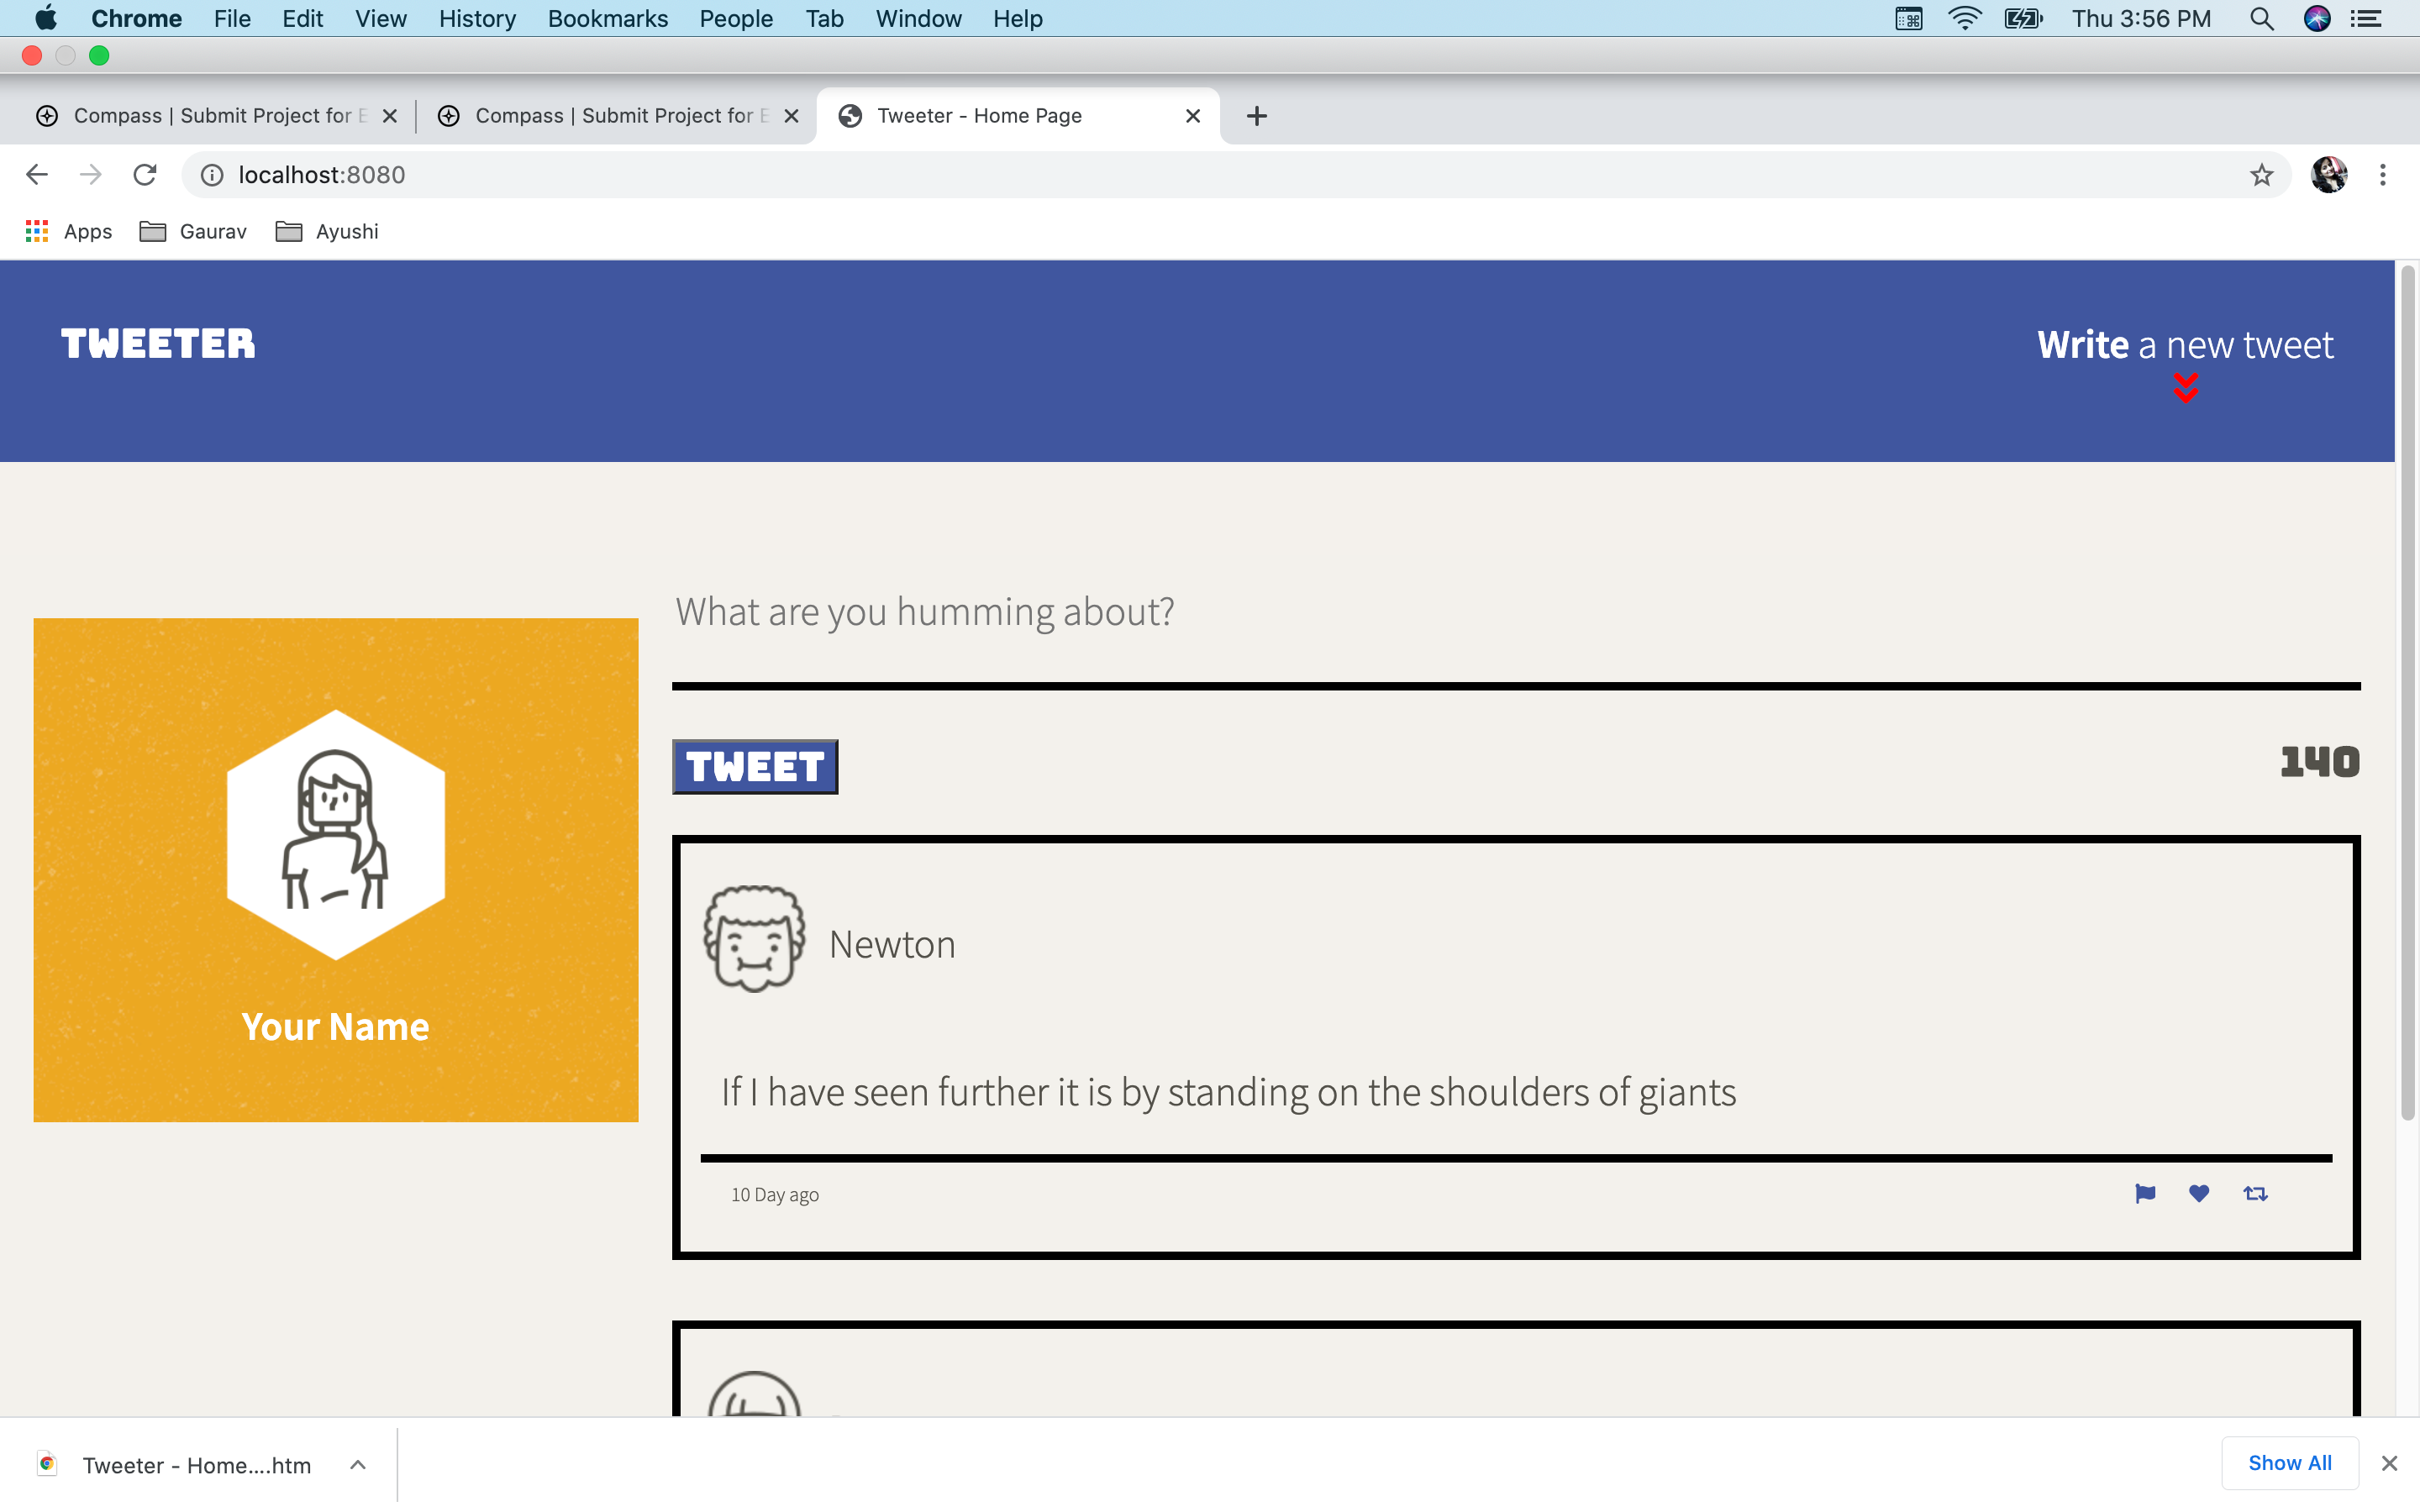 Chrome File Edit View History Bookmarks People Tab Window Help Thu 3:56 PM
Compass | Submit Project for Compass | Submit Project for Tweeter - Home Page
localhost:8080
Apps Gaurav Ayushi
TWEETER
Write a new tweet
What are you humming about?
TWEET 140
Newton
Your Name
If I have seen further it is by standing on the shoulders of giants
10 Day ago
Tweeter - Home....htm Show All